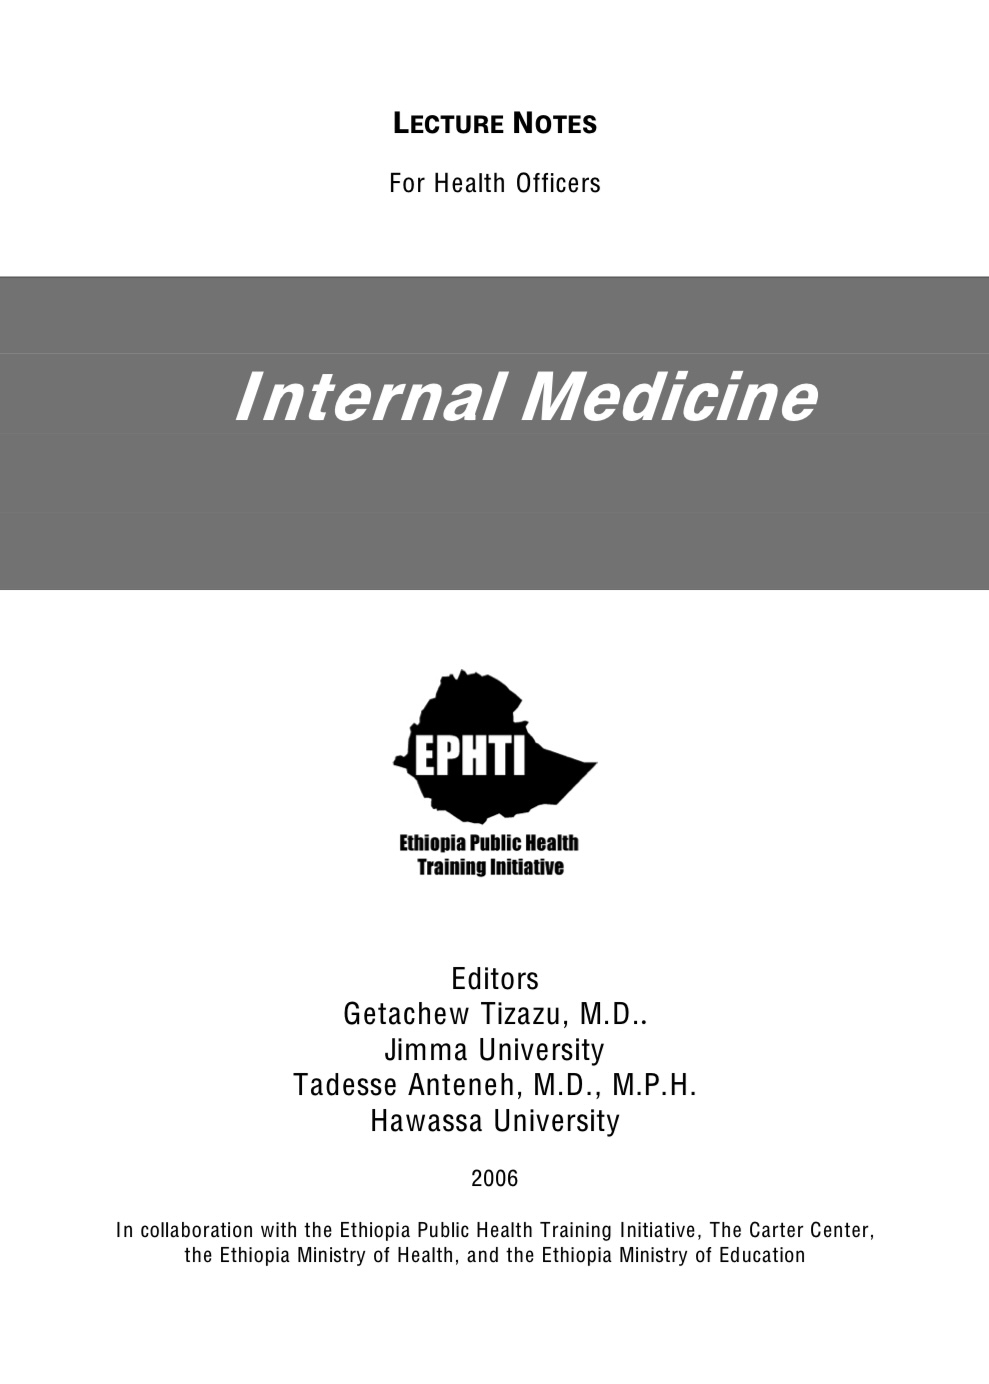 LECTURE NOTES
For Health Officers
Internal Medicine
EPHTI
Ethiopia Public Health
Training Initiative
Editors
Getachew Tizazu, M.D..
Jimma University
Tadesse Anteneh, M.D., M.P.H.
Hawassa University
2006
In collaboration with the Ethiopia Public Health Training Initiative, The Carter Center,
the Ethiopia Ministry of Health, and the Ethiopia Ministry of Education